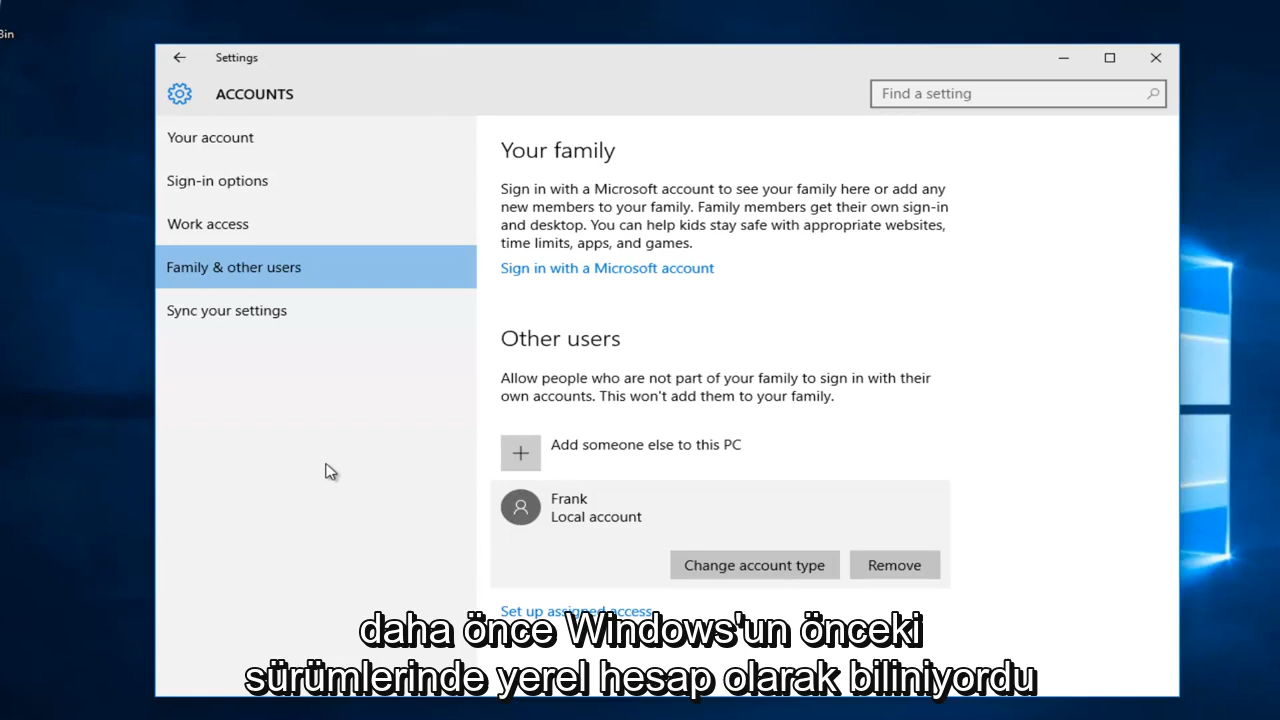 Bin
Settings
ACCOUNTS
Find a setting
Your account
Sign-in options
Work access
Family & other users
Sync your settings
Your family
Sign in with a Microsoft account to see your family here or add any
new members to your family. Family members get their own sign-in
and desktop. You can help kids stay safe with appropriate websites,
time limits, apps, and games.
Sign in with a Microsoft account
Other users
Allow people who are not part of your family to sign in with their
own accounts. This won't add them to your family.
Add someone else to this PC
Frank
Local account
Change account type
Remove
Set up assigned access
daha önce Windows'un önceki
sürümlerinde yerel hesap olarak biliniyordu